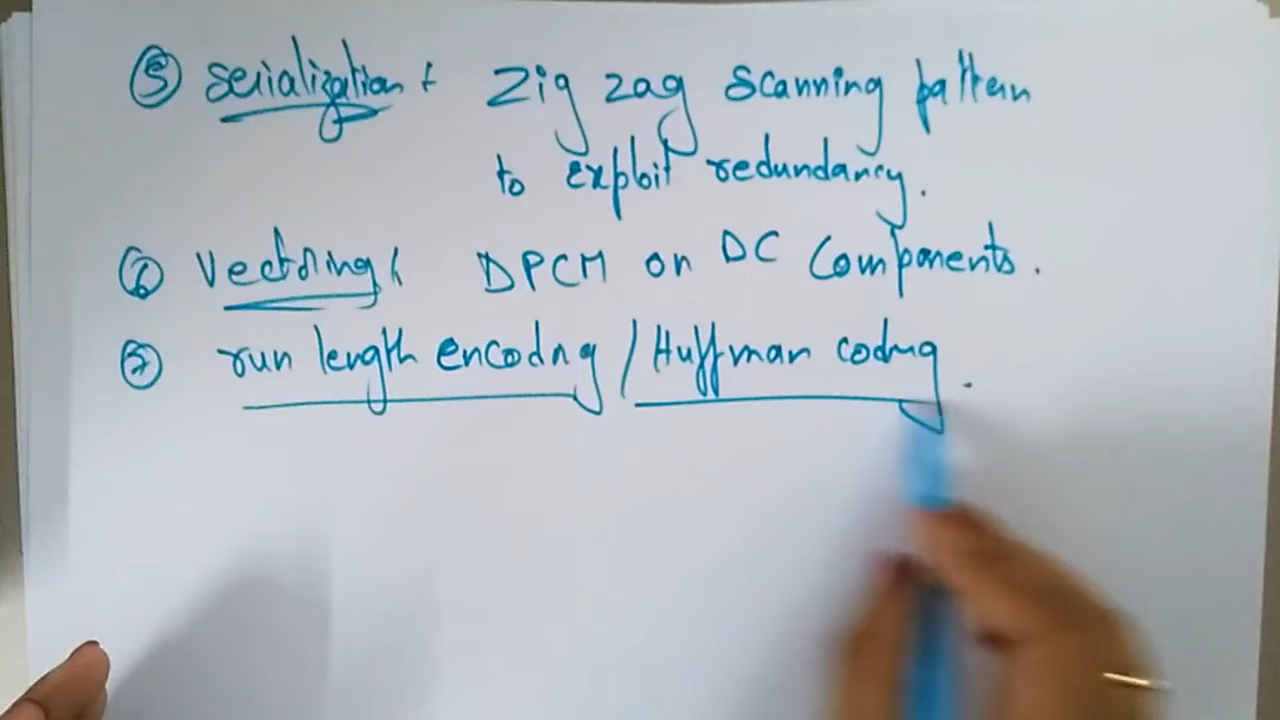 ⑤ serialization : Zig zag scanning pattern
to exploit redundancy.
⑥ Vectoring : DPCM on DC Components.
⑦ run length encoding / Huffman coding.